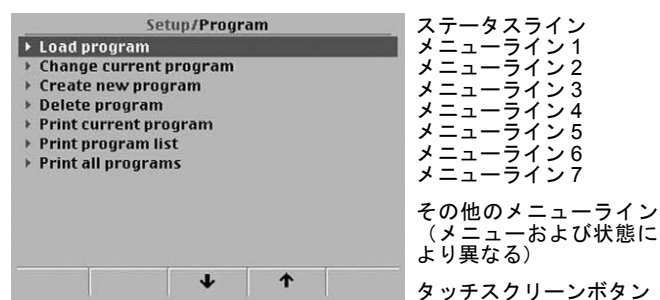 Setup/Program
Load program
Change current program
Create new program
Delete program
Print current program
Print program list
Print all programs
ステータスライン
メニューライン 1
メニューライン 2
メニューライン 3
メニューライン 4
メニューライン 5
メニューライン 6
メニューライン 7
その他のメニューライン
（メニューおよび状態に
より異なる）
タッチスクリーンボタン